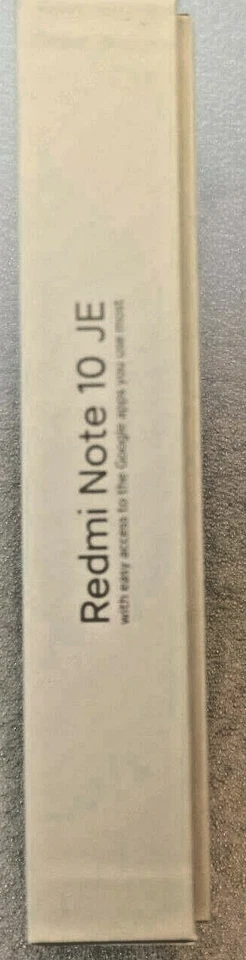 Redmi Note 10 JE
with easy access to the Google apps you use most